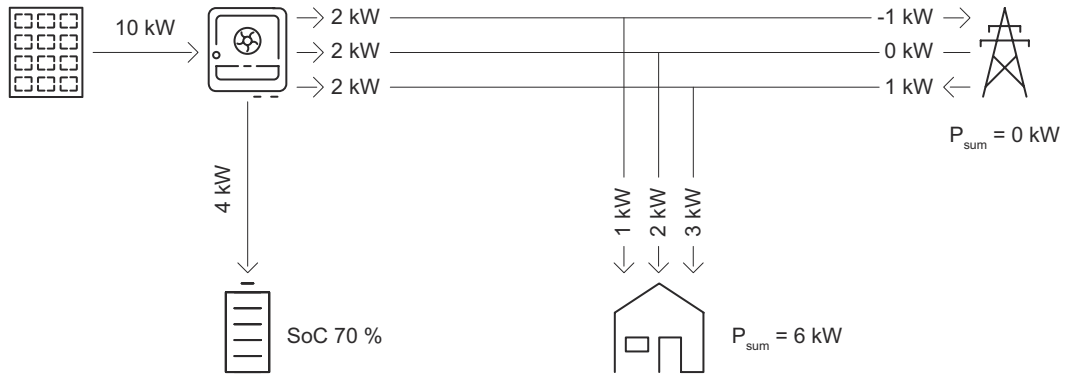 10 kW
2 kW
-1 kW
2 kW
0 kW
2 kW
1 kW
P_sum = 0 kW
4 kW
1 kW
2 kW
3 kW
SoC 70 %
P_sum = 6 kW